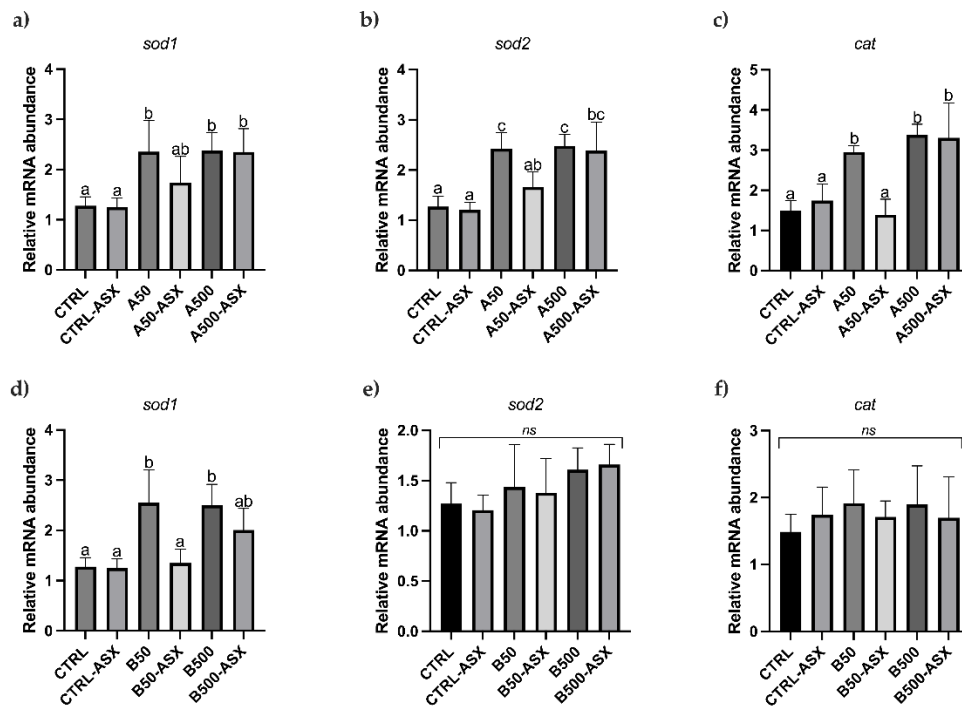 a)
sod1
Relative mRNA abundance
4
3
2
1
0
a
a
b
ab
b
b
CTRL
CTRL-ASX
A50
A50-ASX
A500
A500-ASX
b)
sod2
Relative mRNA abundance
4
3
2
1
0
a
a
c
ab
c
bc
CTRL
CTRL-ASX
A50
A50-ASX
A500
A500-ASX
c)
cat
Relative mRNA abundance
5
4
3
2
1
0
a
a
b
a
b
b
CTRL
CTRL-ASX
A50
A50-ASX
A500
A500-ASX
d)
sod1
Relative mRNA abundance
4
3
2
1
0
a
a
b
a
b
ab
CTRL
CTRL-ASX
B50
B50-ASX
B500
B500-ASX
e)
sod2
Relative mRNA abundance
2.0
1.5
1.0
0.5
0.0
ns
CTRL
CTRL-ASX
B50
B50-ASX
B500
B500-ASX
f)
cat
Relative mRNA abundance
3
2
1
0
ns
CTRL
CTRL-ASX
B50
B50-ASX
B500
B500-ASX